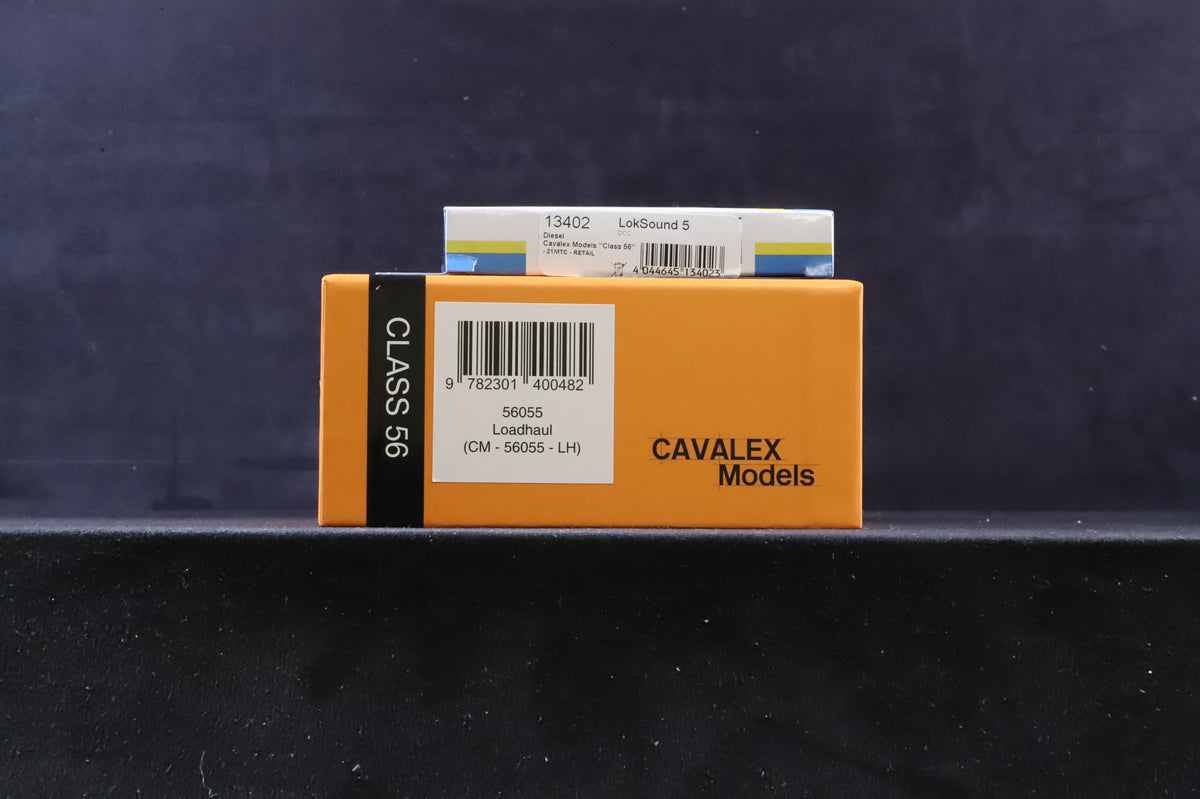 13402 LokSound 5
DCC
Diesel
Cavalex Models "Class 56"
- 21MTC - RETAIL
4 044645 134023
CLASS 56
9 782301 400482
56055
Loadhaul
(CM - 56055 - LH)
CAVALEX
Models